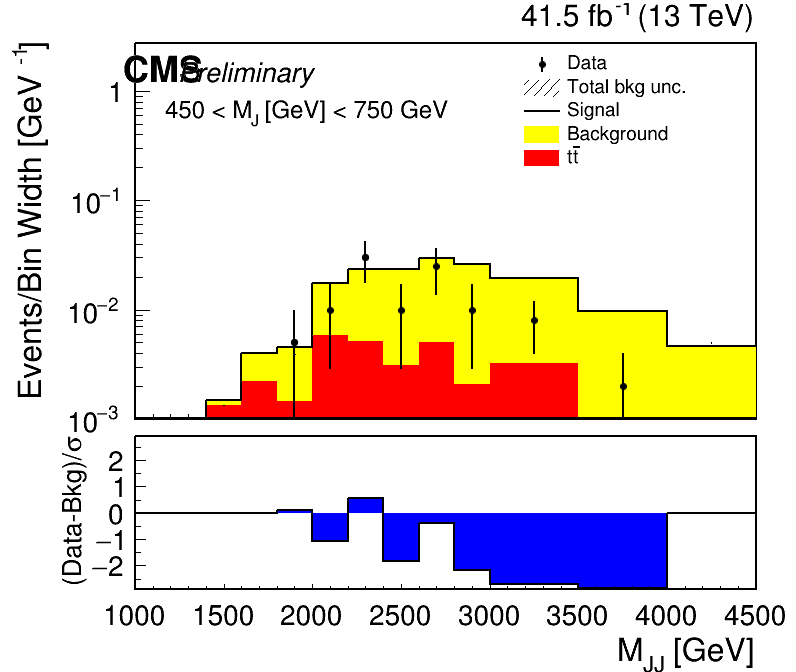 41.5 fb⁻¹ (13 TeV)
CMS Preliminary
450 < M_J [GeV] < 750 GeV
Data
Total bkg unc.
Signal
Background
tt̄
Events/Bin Width [GeV⁻¹]
1
10⁻¹
10⁻²
10⁻³
(Data-Bkg)/σ
2
1
0
−1
−2
1000 1500 2000 2500 3000 3500 4000 4500
M_JJ [GeV]